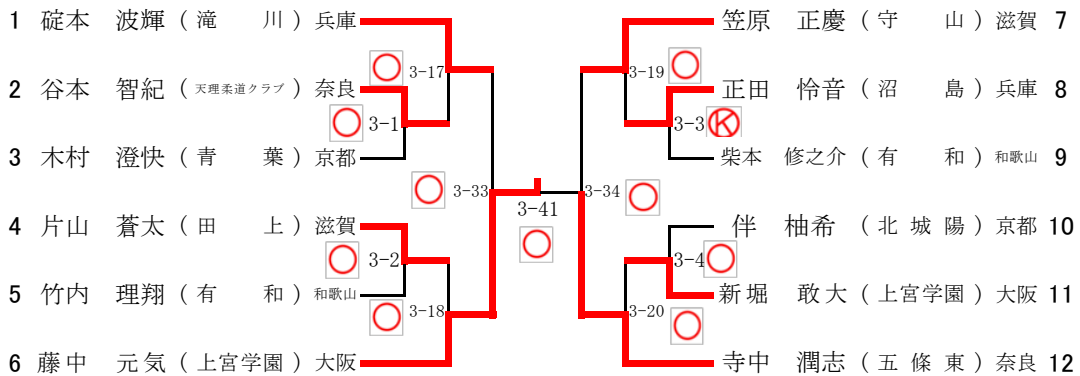 1 碇本 波輝 ( 滝 川 ) 兵庫
2 谷本 智紀 ( 天理柔道クラブ ) 奈良
3 木村 澄快 ( 青 葉 ) 京都
4 片山 蒼太 ( 田 上 ) 滋賀
5 竹内 理翔 ( 有 和 ) 和歌山
6 藤中 元気 ( 上宮学園 ) 大阪
3-17
3-1
3-33
3-2
3-18
3-41
3-19
3-3 K
3-34
3-4
3-20
笠原 正慶 ( 守 山 ) 滋賀 7
正田 怜音 ( 沼 島 ) 兵庫 8
柴本 修之介 ( 有 和 ) 和歌山 9
伴 柚希 ( 北 城 陽 ) 京都 10
新堀 敢大 ( 上宮学園 ) 大阪 11
寺中 潤志 ( 五 條 東 ) 奈良 12